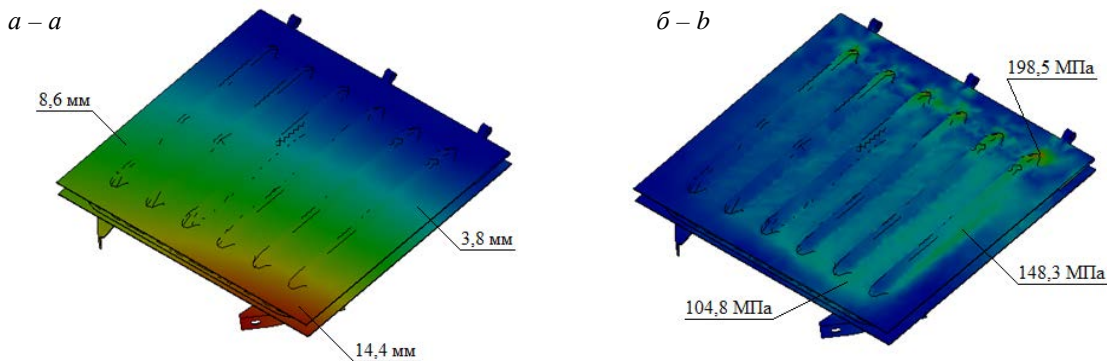 а – a
б – b
198,5 МПа
8,6 мм
3,8 мм
148,3 МПа
104,8 МПа
14,4 мм